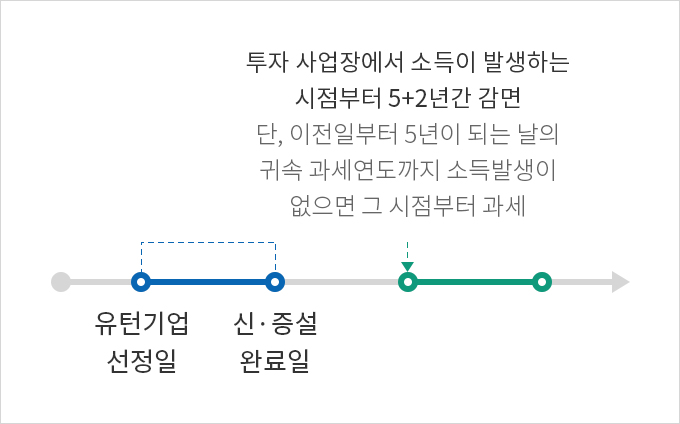 투자 사업장에서 소득이 발생하는
시점부터 5+2년간 감면
단, 이전일부터 5년이 되는 날의
귀속 과세연도까지 소득발생이
없으면 그 시점부터 과세
유턴기업
선정일
신·증설
완료일